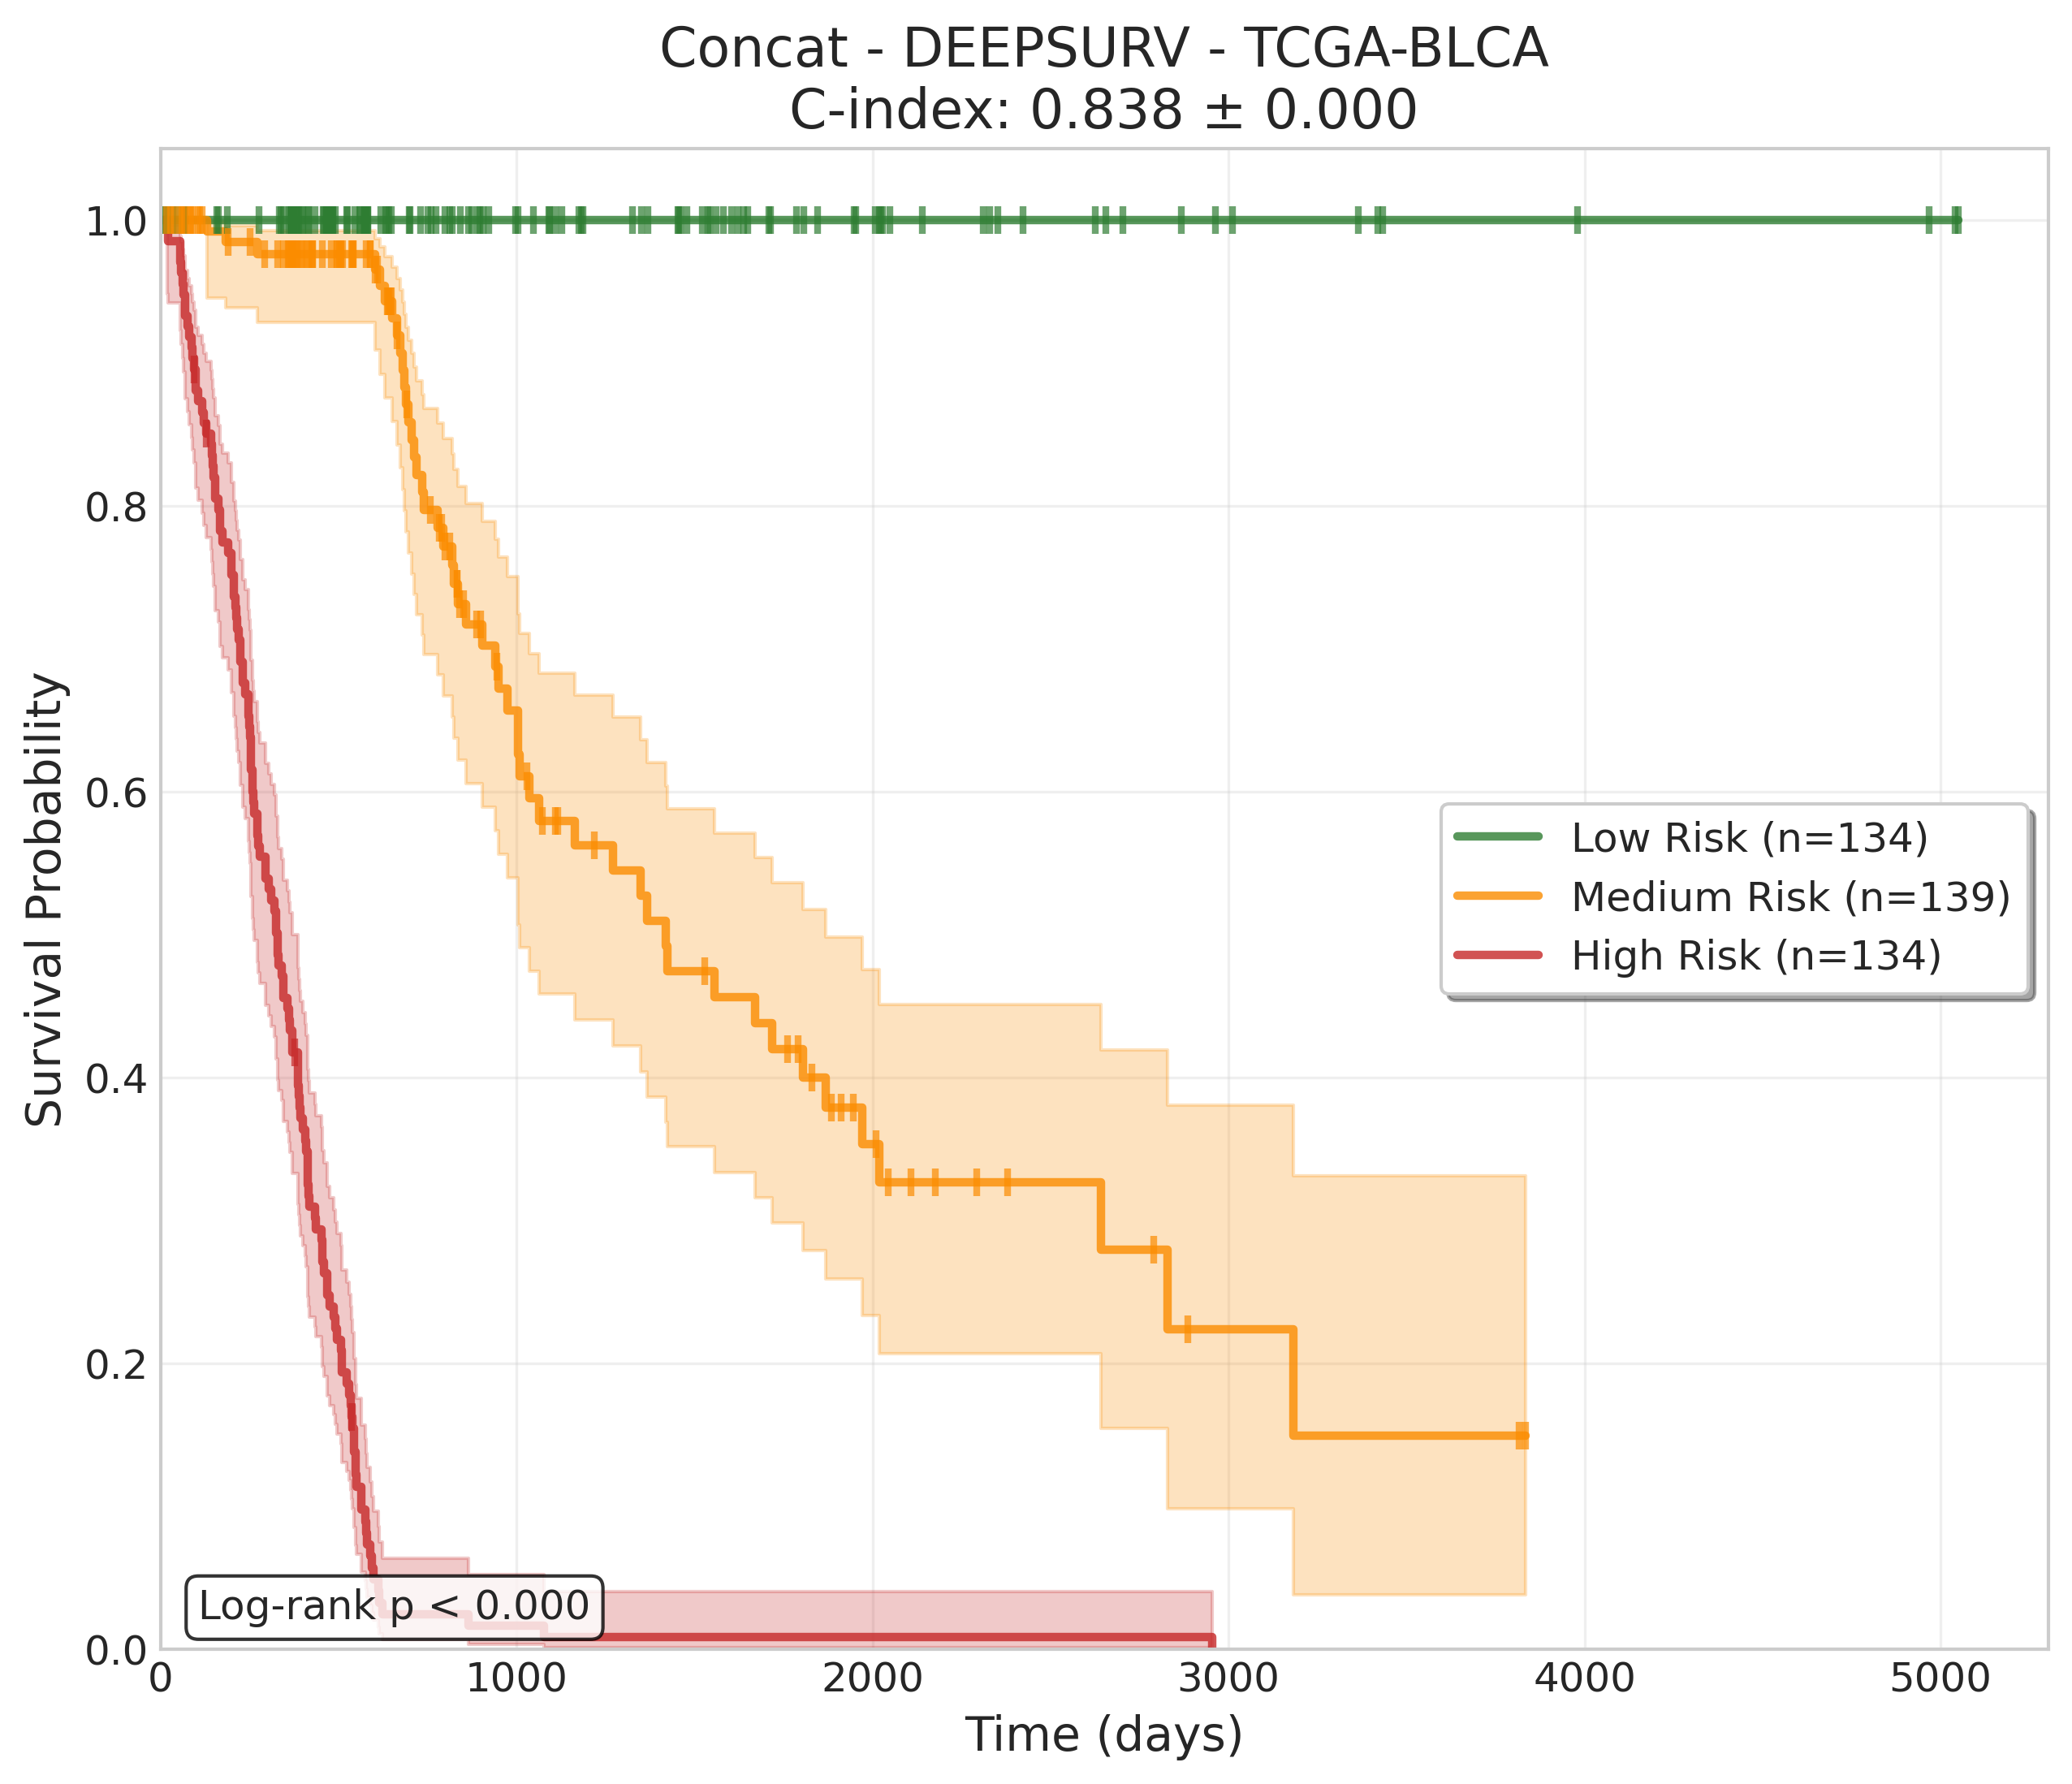 Concat - DEEPSURV - TCGA-BLCA
C-index: 0.838 ± 0.000
Survival Probability
1.0
0.8
0.6
0.4
0.2
0.0
Low Risk (n=134)
Medium Risk (n=139)
High Risk (n=134)
Log-rank p < 0.000
0 1000 2000 3000 4000 5000
Time (days)